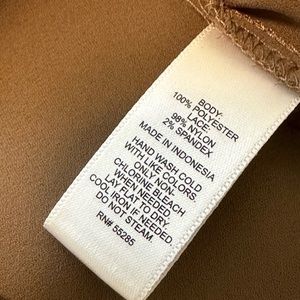 BODY:
100% POLYESTER
LACE:
98% NYLON
2% SPANDEX
MADE IN INDONESIA
HAND WASH COLD
WITH LIKE COLORS.
ONLY NON-
CHLORINE BLEACH
WHEN NEEDED.
LAY FLAT TO DRY.
COOL IRON IF NEEDED.
DO NOT STEAM.
RN# 55285